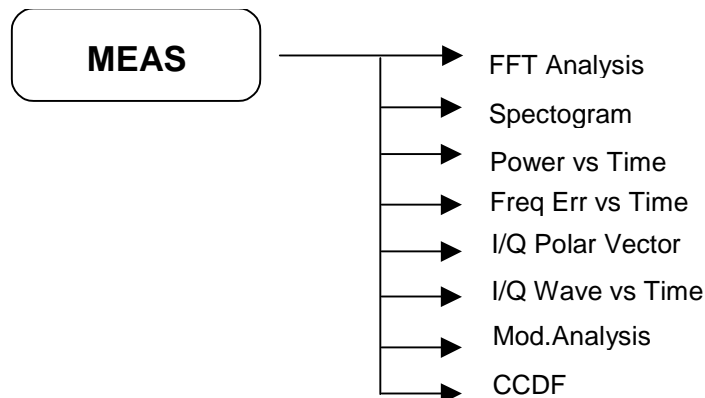 MEAS
FFT Analysis
Spectogram
Power vs Time
Freq Err vs Time
I/Q Polar Vector
I/Q Wave vs Time
Mod.Analysis
CCDF